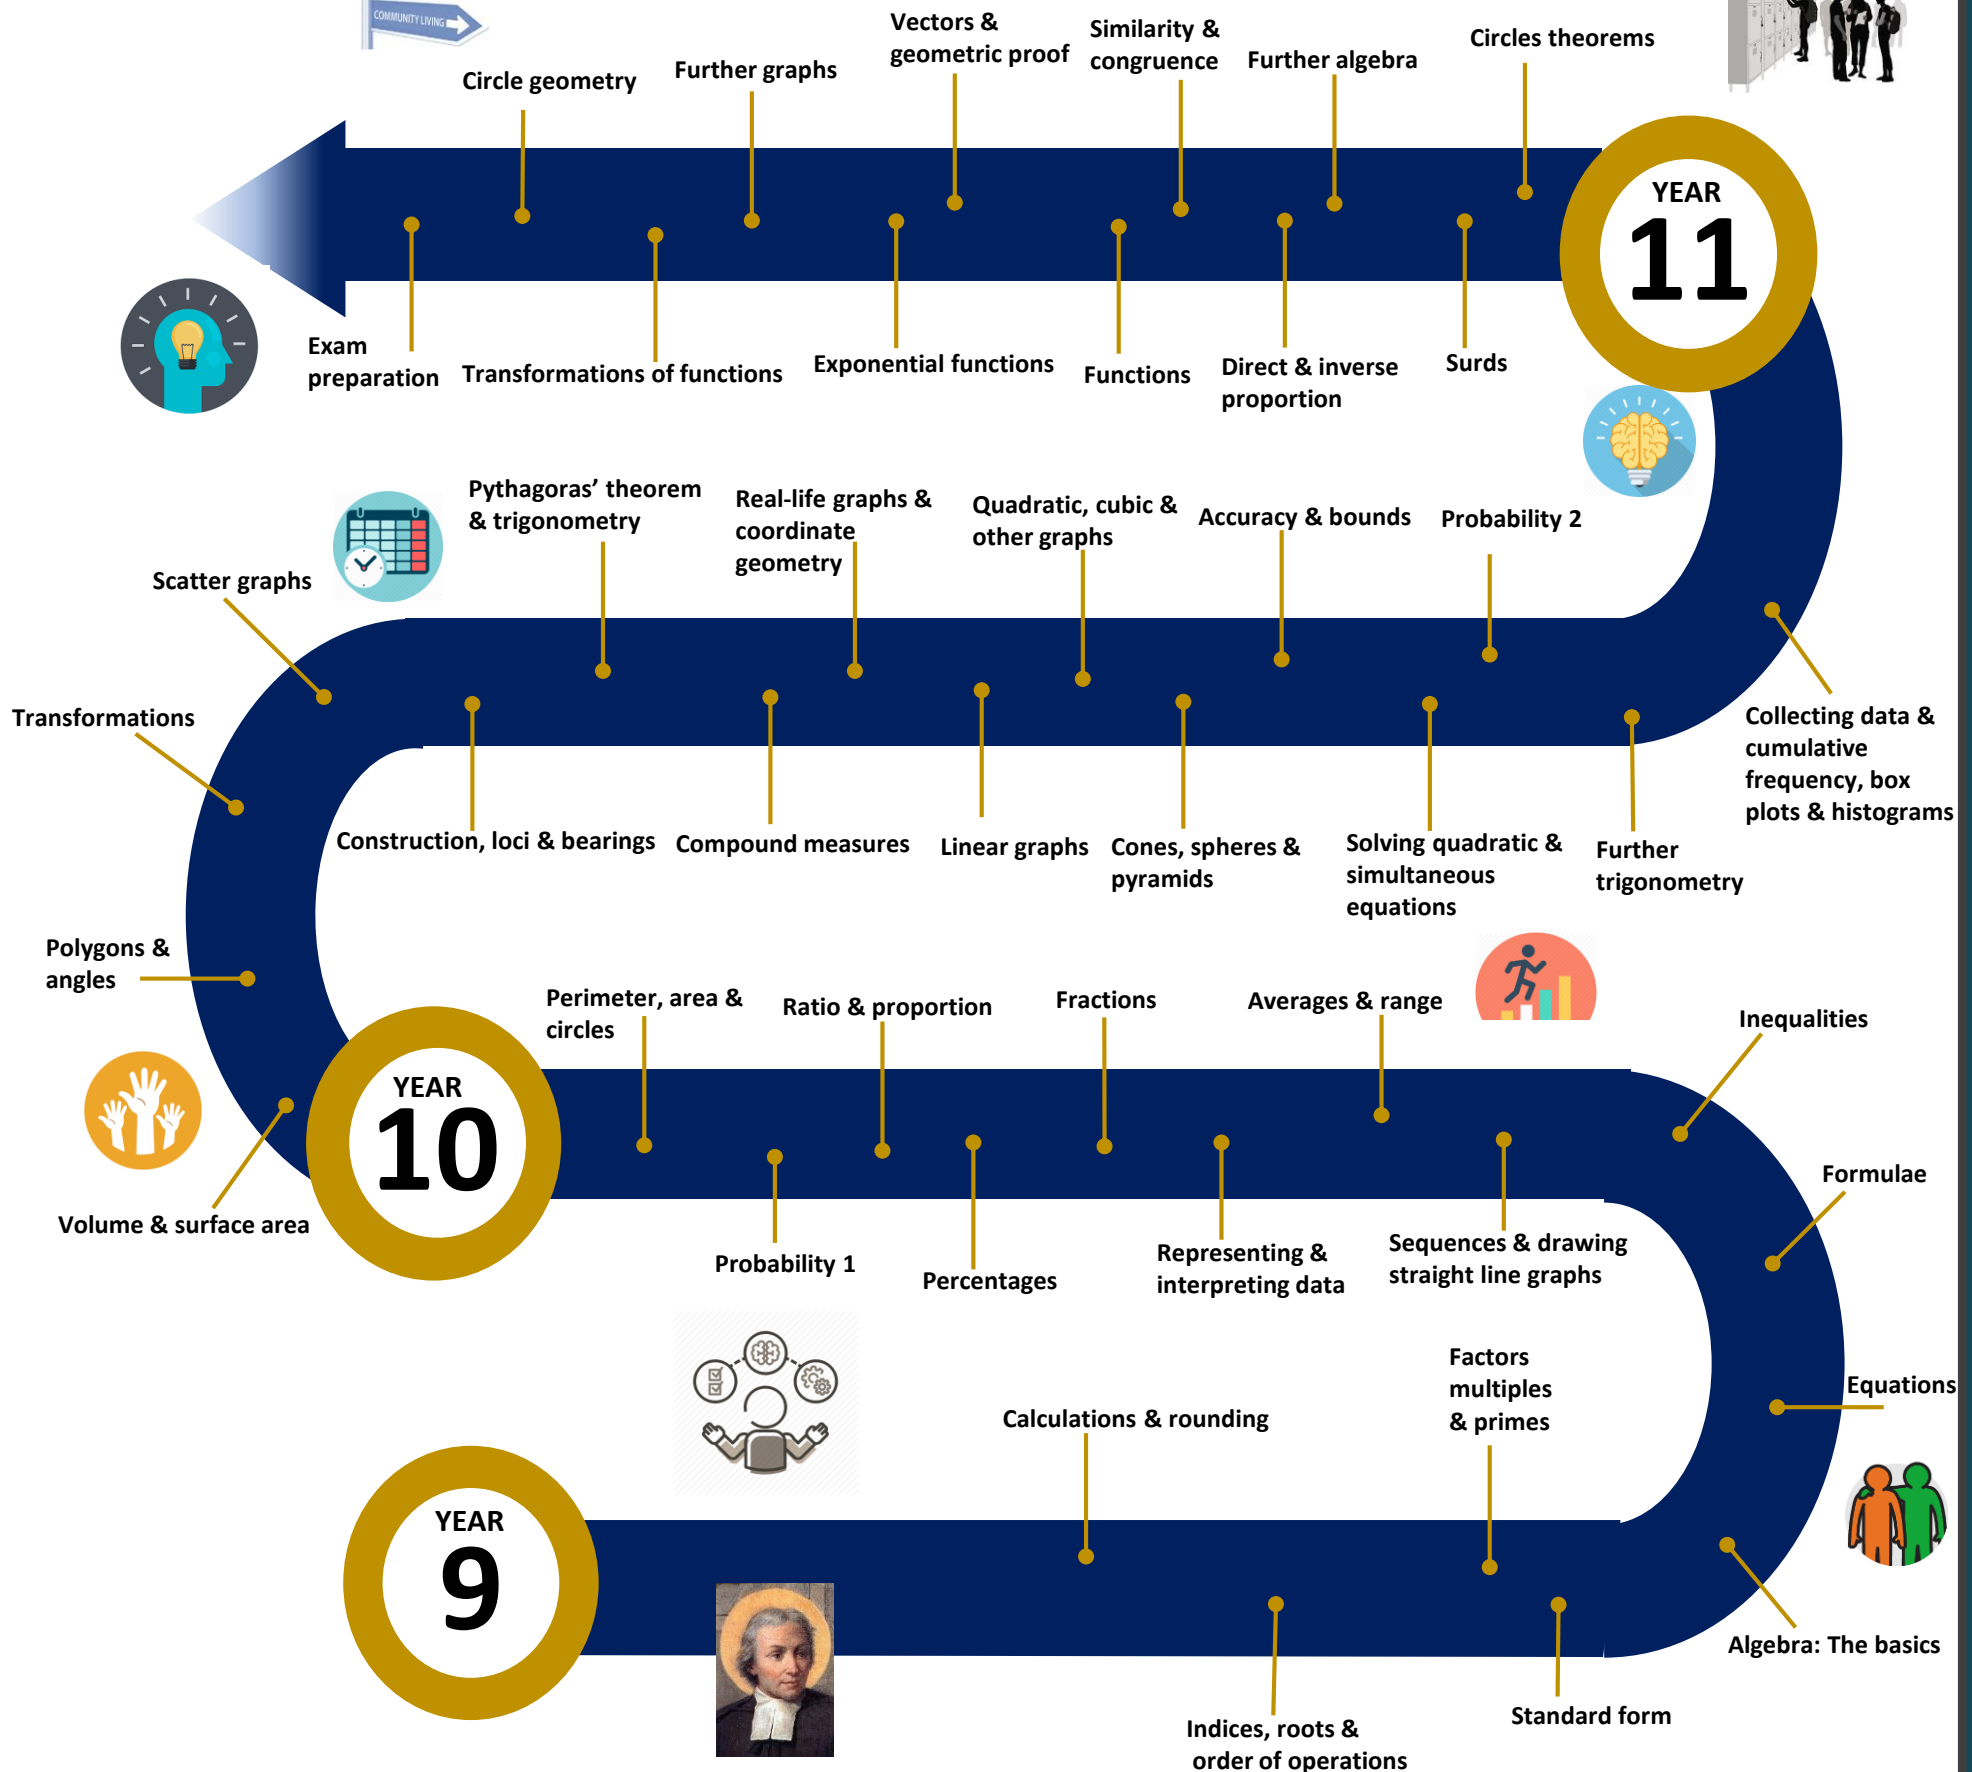 COMMUNITY LIVING
Circle geometry
Further graphs
Vectors &
geometric proof
Similarity &
congruence
Further algebra
Circles theorems
YEAR
11
Exam
preparation
Transformations of functions
Exponential functions
Functions
Direct & inverse
proportion
Surds
Scatter graphs
Pythagoras’ theorem
& trigonometry
Real-life graphs &
coordinate
geometry
Quadratic, cubic &
other graphs
Accuracy & bounds
Probability 2
Transformations
Construction, loci & bearings
Compound measures
Linear graphs
Cones, spheres &
pyramids
Solving quadratic &
simultaneous
equations
Further
trigonometry
Collecting data &
cumulative
frequency, box
plots & histograms
Polygons &
angles
Volume & surface area
YEAR
10
Perimeter, area &
circles
Ratio & proportion
Fractions
Averages & range
Inequalities
Formulae
Probability 1
Percentages
Representing &
interpreting data
Sequences & drawing
straight line graphs
Equations
Calculations & rounding
Factors
multiples
& primes
YEAR
9
Indices, roots &
order of operations
Standard form
Algebra: The basics